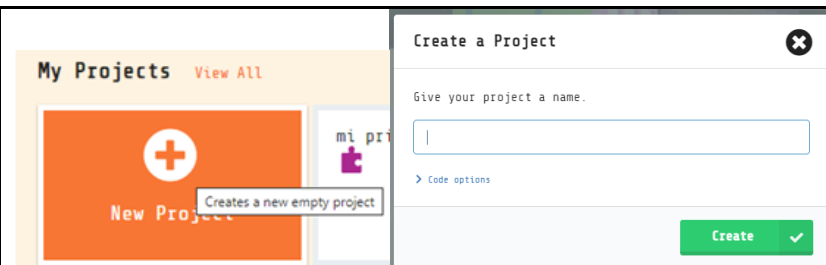 My Projects View All
mi pri
New Project
Creates a new empty project
Create a Project
Give your project a name.
Code options
Create